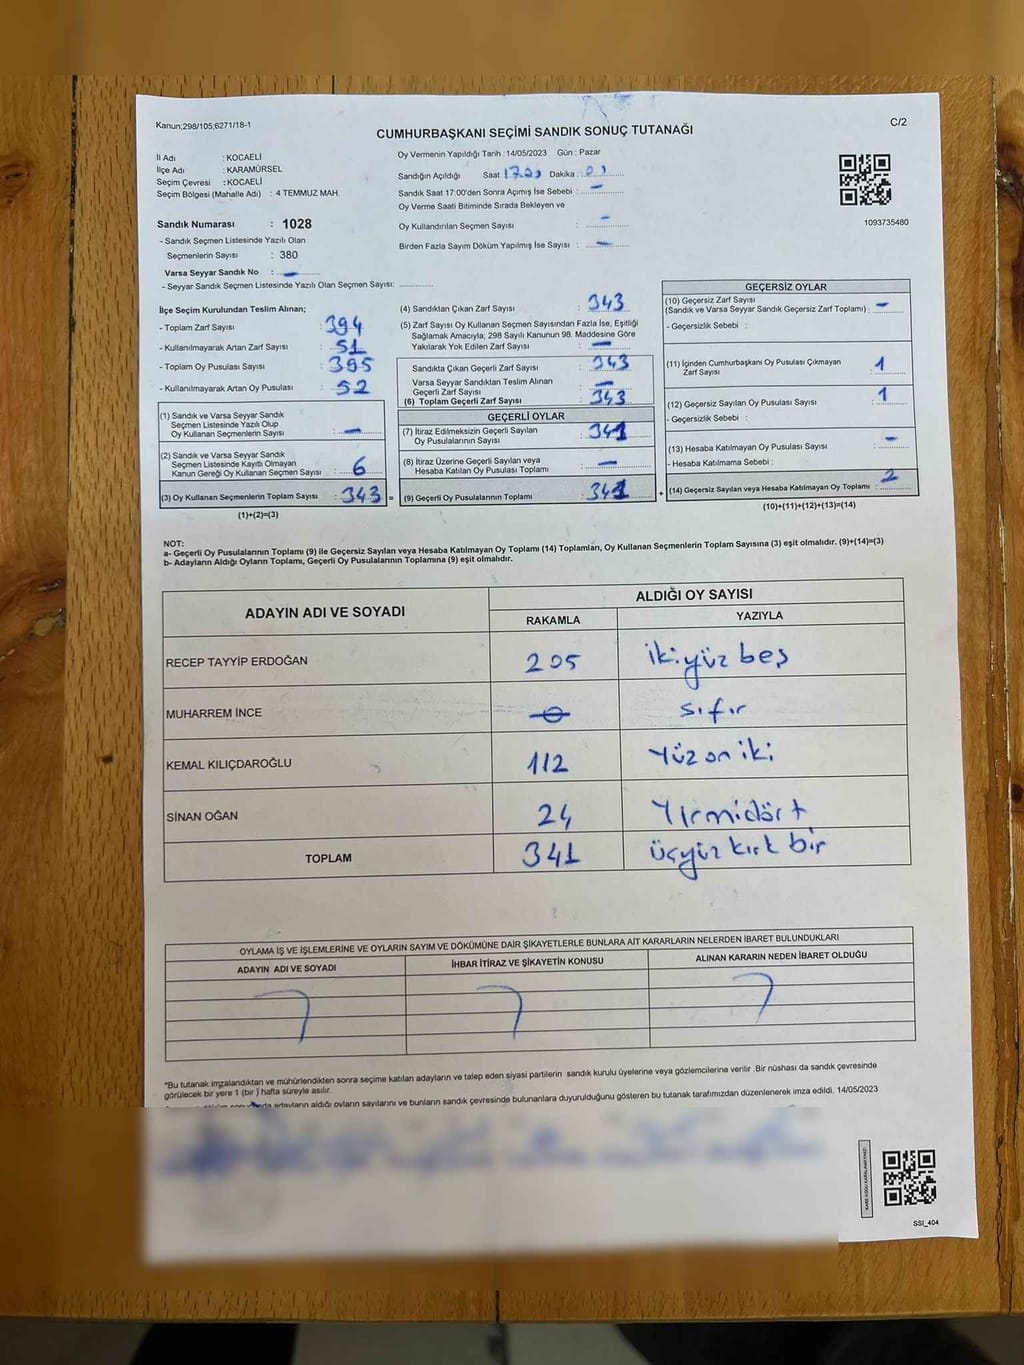 Kanun;298/105;6271/18-1
C/2
CUMHURBAŞKANI SEÇİMİ SANDIK SONUÇ TUTANAĞI
İl Adı : KOCAELİ
İlçe Adı : KARAMÜRSEL
Seçim Çevresi : KOCAELİ
Seçim Bölgesi (Mahalle Adı) : 4 TEMMUZ MAH.
Oy Vermenin Yapıldığı Tarih : 14/05/2023 Gün : Pazar
Sandığın Açıldığı Saat 17.00 Dakika :
Sandık Saat 17:00'den Sonra Açımış İse Sebebi : –
Oy Verme Saati Bitiminde Sırada Bekleyen ve
Oy Kullandırılan Seçmen Sayısı : –
Birden Fazla Sayım Döküm Yapılmış İse Sayısı : –
1093735480
Sandık Numarası : 1028
- Sandık Seçmen Listesinde Yazılı Olan
Seçmenlerin Sayısı : 380
Varsa Seyyar Sandık No : –
- Seyyar Sandık Seçmen Listesinde Yazılı Olan Seçmen Sayısı:
İlçe Seçim Kurulundan Teslim Alınan;
- Toplam Zarf Sayısı : 394
- Kullanılmayarak Artan Zarf Sayısı : 51
- Toplam Oy Pusulası Sayısı : 395
- Kullanılmayarak Artan Oy Pusulası : 52
(1) Sandık ve Varsa Seyyar Sandık
Seçmen Listesinde Yazılı Olup
Oy Kullanan Seçmenlerin Sayısı : –
(2) Sandık ve Varsa Seyyar Sandık
Seçmen Listesinde Kayıtlı Olmayan
Kanun Gereği Oy Kullanan Seçmen Sayısı : 6
(3) Oy Kullanan Seçmenlerin Toplam Sayısı : 343 =
(1)+(2)=(3)
(4) Sandıktan Çıkan Zarf Sayısı : 343
(5) Zarf Sayısı Oy Kullanan Seçmen Sayısından Fazla İse, Eşitliği
Sağlamak Amacıyla; 298 Sayılı Kanunun 98. Maddesine Göre
Yakılarak Yok Edilen Zarf Sayısı : –
Sandıkta Çıkan Geçerli Zarf Sayısı : 343
Varsa Seyyar Sandıktan Teslim Alınan
Geçerli Zarf Sayısı : –
(6) Toplam Geçerli Zarf Sayısı : 343
GEÇERLİ OYLAR
(7) İtiraz Edilmeksizin Geçerli Sayılan
Oy Pusulalarının Sayısı : 341
(8) İtiraz Üzerine Geçerli Sayılan veya
Hesaba Katılan Oy Pusulası Toplamı : –
(9) Geçerli Oy Pusulalarının Toplamı : 341 +
GEÇERSİZ OYLAR
(10) Geçersiz Zarf Sayısı
(Sandık ve Varsa Seyyar Sandık Geçersiz Zarf Toplamı) : –
- Geçersizlik Sebebi :
(11) İçinden Cumhurbaşkanı Oy Pusulası Çıkmayan
Zarf Sayısı : 1
(12) Geçersiz Sayılan Oy Pusulası Sayısı : 1
- Geçersizlik Sebebi :
(13) Hesaba Katılmayan Oy Pusulası Sayısı : –
- Hesaba Katılmama Sebebi :
(14) Geçersiz Sayılan veya Hesaba Katılmayan Oy Toplamı : 2
(10)+(11)+(12)+(13)=(14)
NOT:
a- Geçerli Oy Pusulalarının Toplamı (9) ile Geçersiz Sayılan veya Hesaba Katılmayan Oy Toplamı (14) Toplamları, Oy Kullanan Seçmenlerin Toplam Sayısına (3) eşit olmalıdır. (9)+(14)=(3)
b- Adayların Aldığı Oyların Toplamı, Geçerli Oy Pusulalarının Toplamına (9) eşit olmalıdır.
ADAYIN ADI VE SOYADI
ALDIĞI OY SAYISI
RAKAMLA YAZIYLA
RECEP TAYYİP ERDOĞAN 205 ikiyüz beş
MUHARREM İNCE 0 sıfır
KEMAL KILIÇDAROĞLU 112 Yüz on iki
SİNAN OĞAN 24 Yirmidört
TOPLAM 341 üçyüz kırk bir
OYLAMA İŞ VE İŞLEMLERİNE VE OYLARIN SAYIM VE DÖKÜMÜNE DAİR ŞİKAYETLERLE BUNLARA AİT KARARLARIN NELERDEN İBARET BULUNDUKLARI
ADAYIN ADI VE SOYADI İHBAR İTİRAZ VE ŞİKAYETİN KONUSU ALINAN KARARIN NEDEN İBARET OLDUĞU
*Bu tutanak imzalandıktan ve mühürlendikten sonra seçime katılan adayların ve talep eden siyasi partilerin sandık kurulu üyelerine veya gözlemcilerine verilir .Bir nüshası da sandık çevresinde
görülecek bir yere 1 (bir ) hafta süreyle asılır.
adayların aldığı oyların sayılarını ve bunların sandık çevresinde bulunanlara duyurulduğunu gösteren bu tutanak tarafımızdan düzenlenerek imza edildi. 14/05/2023
SSI_404